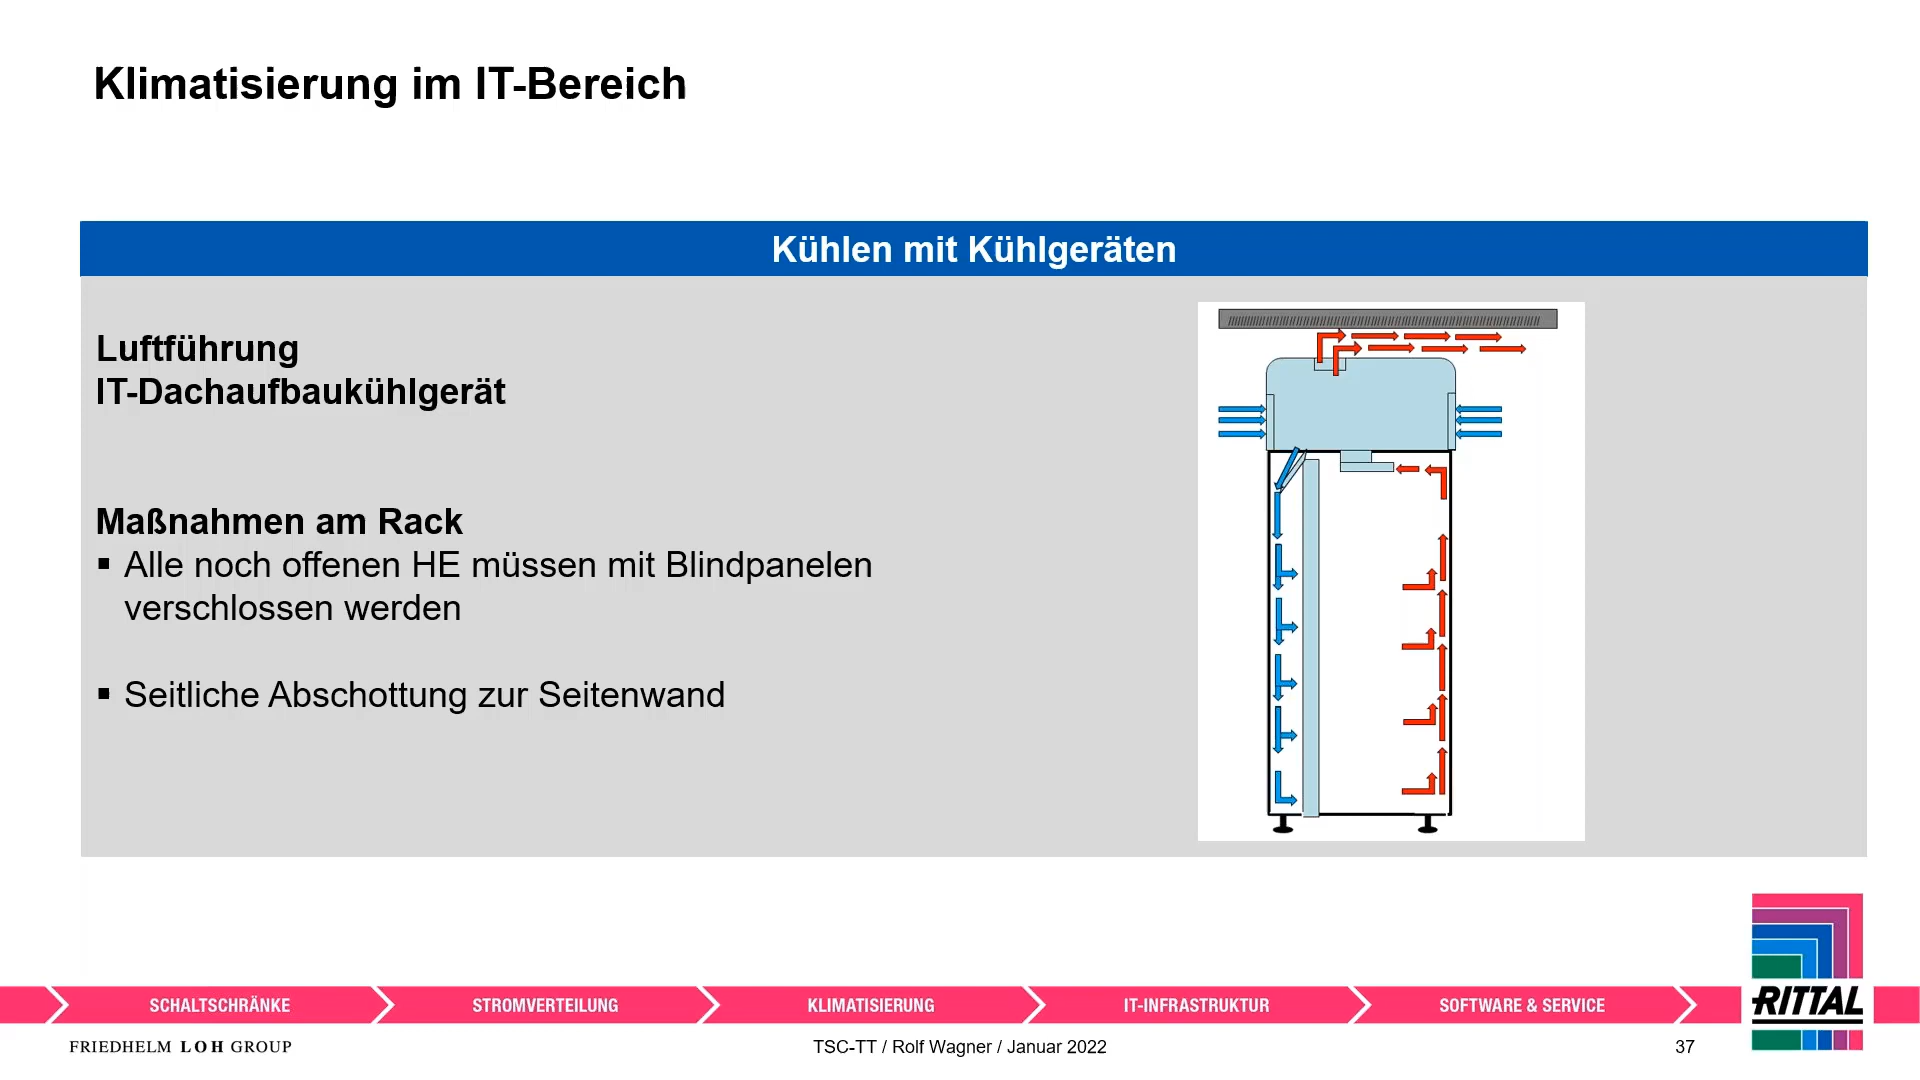 Klimatisierung im IT-Bereich
Kühlen mit Kühlgeräten
Luftführung
IT-Dachaufbaukühlgerät
Maßnahmen am Rack
▪ Alle noch offenen HE müssen mit Blindpanelen
verschlossen werden
▪ Seitliche Abschottung zur Seitenwand
SCHALTSCHRÄNKE
STROMVERTEILUNG
KLIMATISIERUNG
IT-INFRASTRUKTUR
SOFTWARE & SERVICE
RITTAL
FRIEDHELM LOH GROUP
TSC-TT / Rolf Wagner / Januar 2022
37